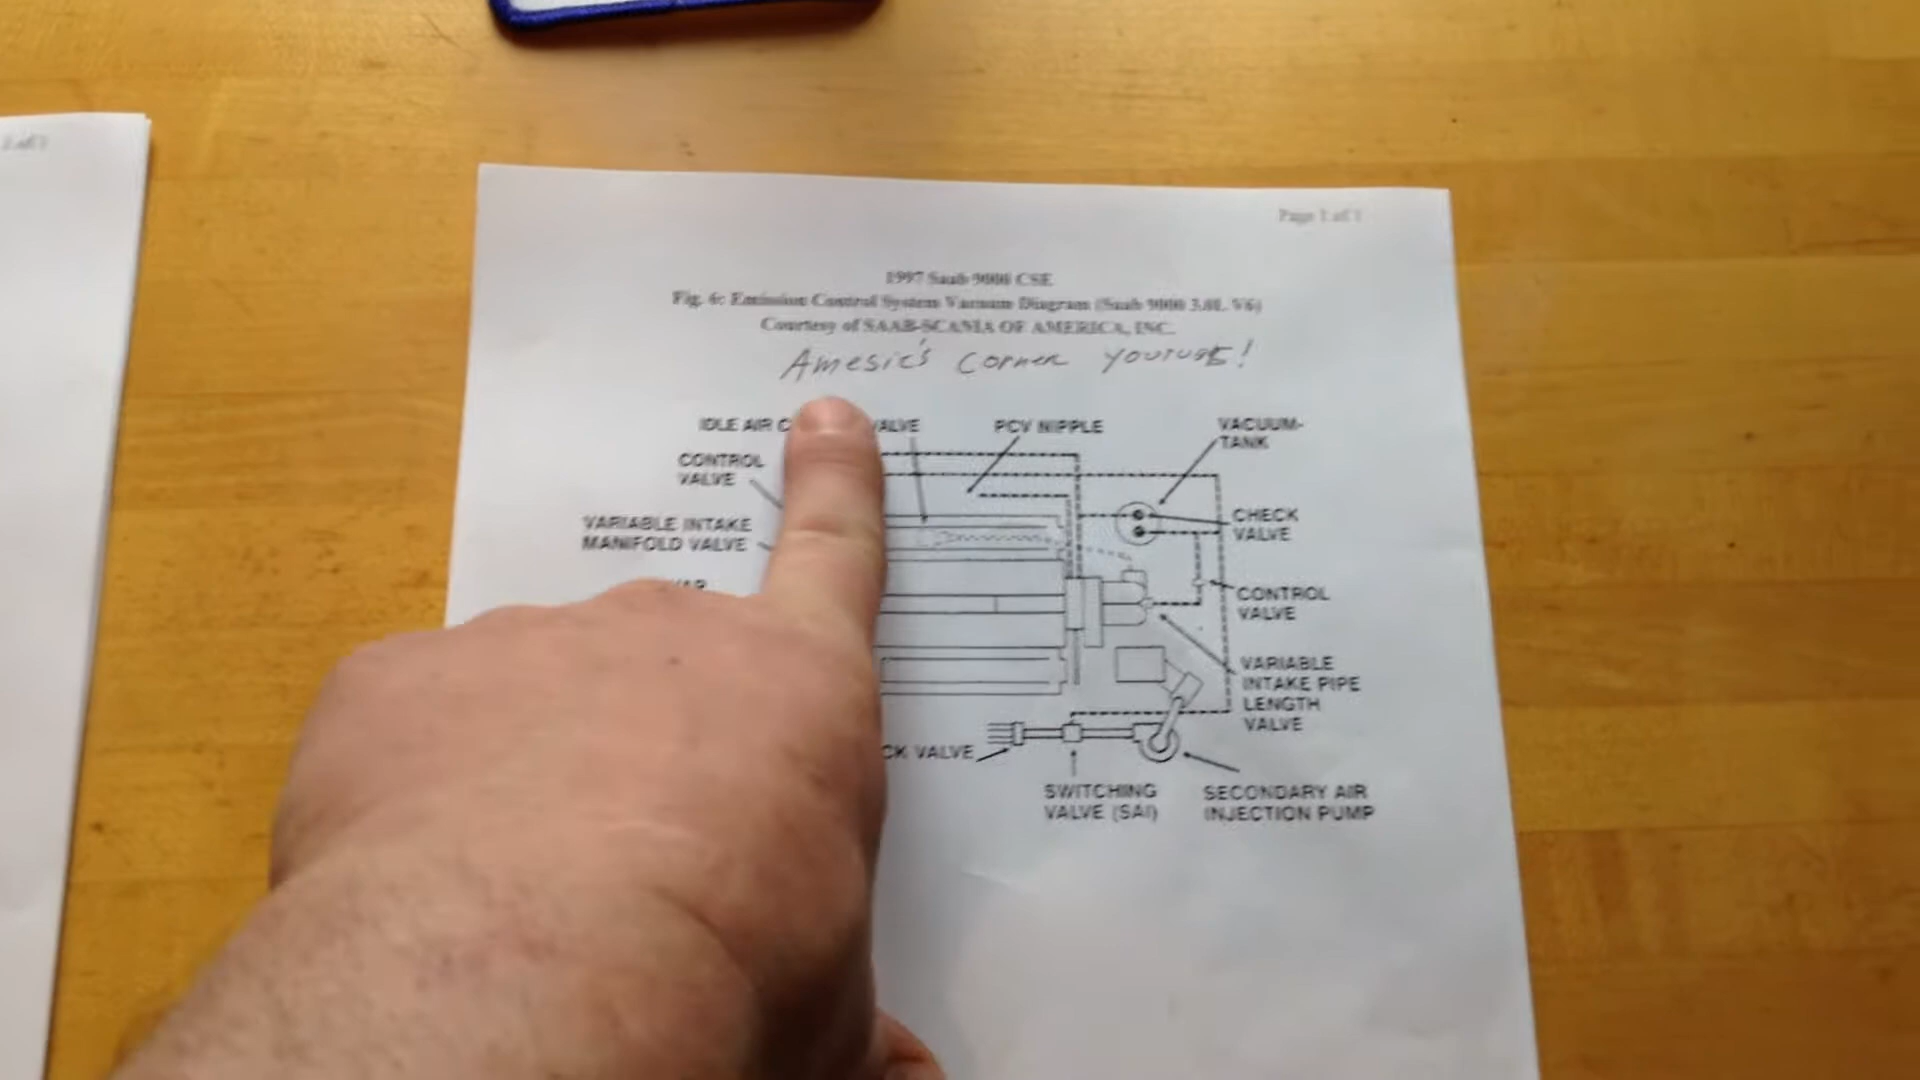 Page 1 of 1
1997 Saab 9000 CSE
Fig. 6: Emission Control System Vacuum Diagram (Saab 9000 3.0L V6)
Courtesy of SAAB-SCANIA OF AMERICA, INC.
Amesic's Corner YOUTUBE!
IDLE AIR C VALVE
PCV NIPPLE
VACUUM-
TANK
CONTROL
VALVE
CHECK
VALVE
VARIABLE INTAKE
MANIFOLD VALVE
CONTROL
VALVE
VARIABLE
INTAKE PIPE
LENGTH
VALVE
CK VALVE
SWITCHING
VALVE (SAI)
SECONDARY AIR
INJECTION PUMP